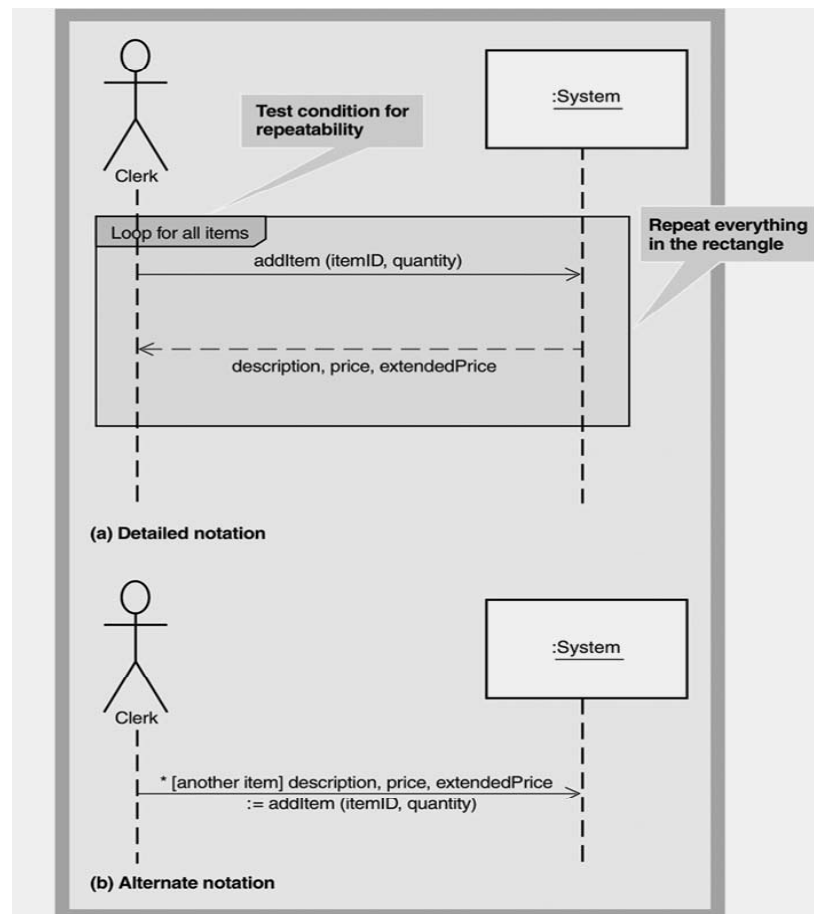 Test condition for
repeatability
:System
Clerk
Loop for all items
Repeat everything
in the rectangle
addItem (itemID, quantity)
description, price, extendedPrice
(a) Detailed notation
:System
Clerk
* [another item] description, price, extendedPrice
:= addItem (itemID, quantity)
(b) Alternate notation